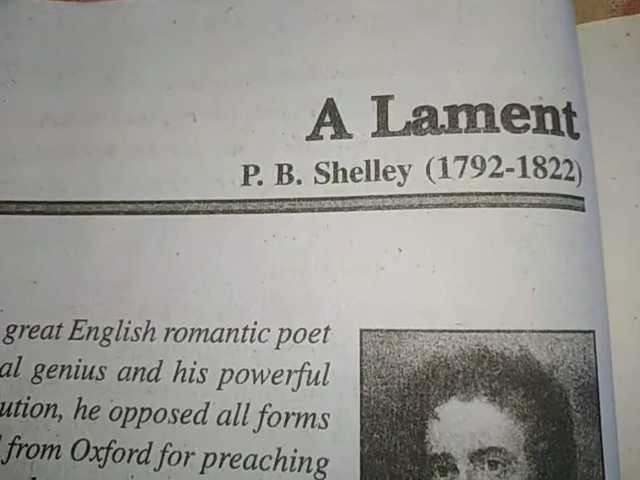 A Lament
P. B. Shelley (1792-1822)
great English romantic poet
al genius and his powerful
ution, he opposed all forms
from Oxford for preaching